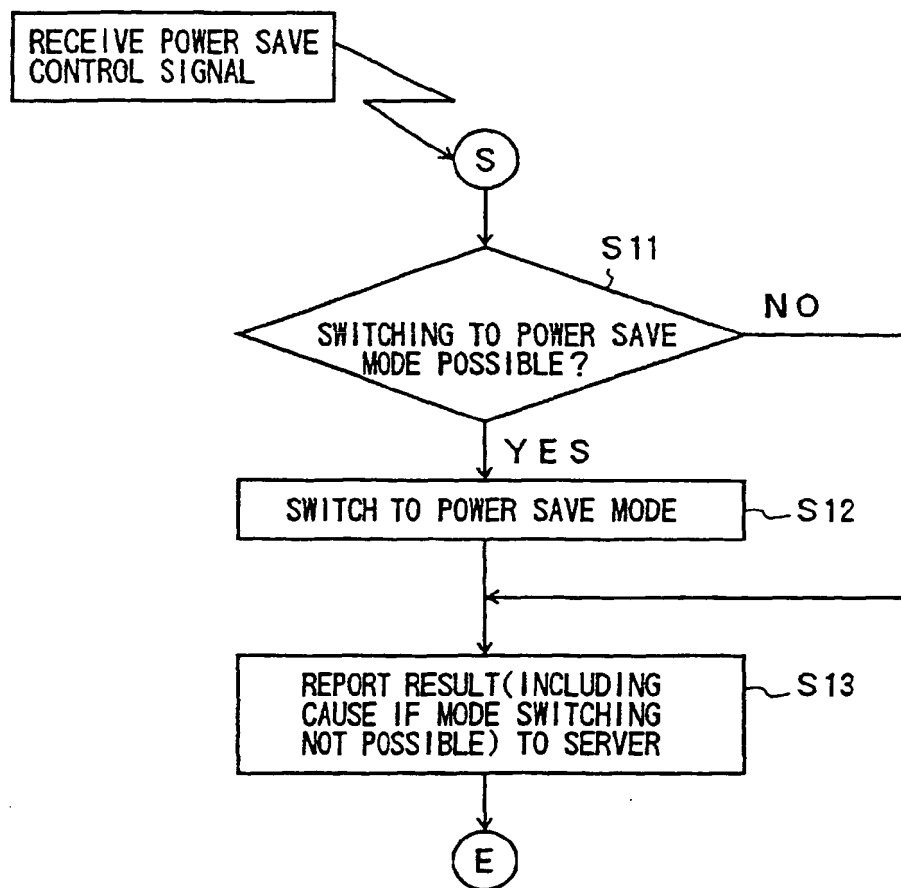 RECEIVE POWER SAVE
CONTROL SIGNAL
S
S11
NO
SWITCHING TO POWER SAVE
MODE POSSIBLE?
YES
SWITCH TO POWER SAVE MODE
S12
REPORT RESULT(INCLUDING
CAUSE IF MODE SWITCHING
NOT POSSIBLE) TO SERVER
S13
E